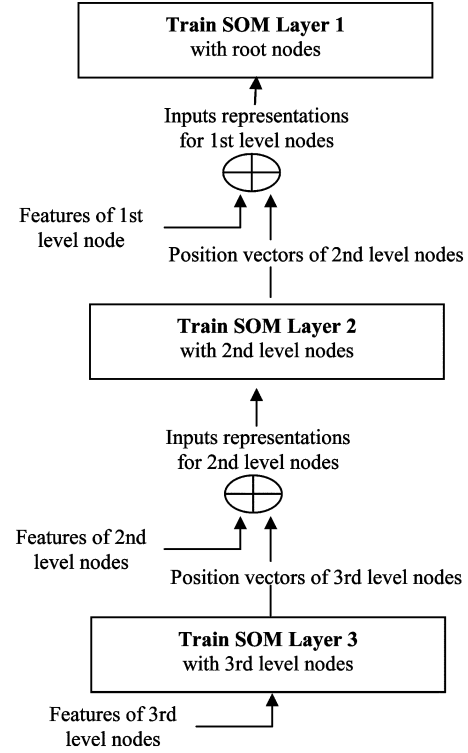 Train SOM Layer 1
with root nodes
Inputs representations
for 1st level nodes
Features of 1st
level node
Position vectors of 2nd level nodes
Train SOM Layer 2
with 2nd level nodes
Inputs representations
for 2nd level nodes
Features of 2nd
level nodes
Position vectors of 3rd level nodes
Train SOM Layer 3
with 3rd level nodes
Features of 3rd
level nodes